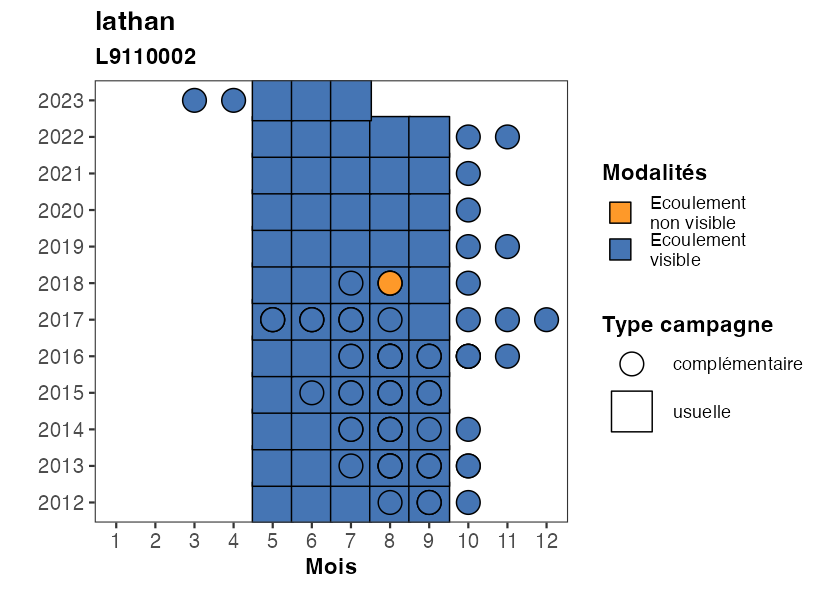 lathan
L9110002
2023
2022
2021
2020
2019
2018
2017
2016
2015
2014
2013
2012
1 2 3 4 5 6 7 8 9 10 11 12
Mois
Modalités
Ecoulement
non visible
Ecoulement
visible
Type campagne
complémentaire
usuelle